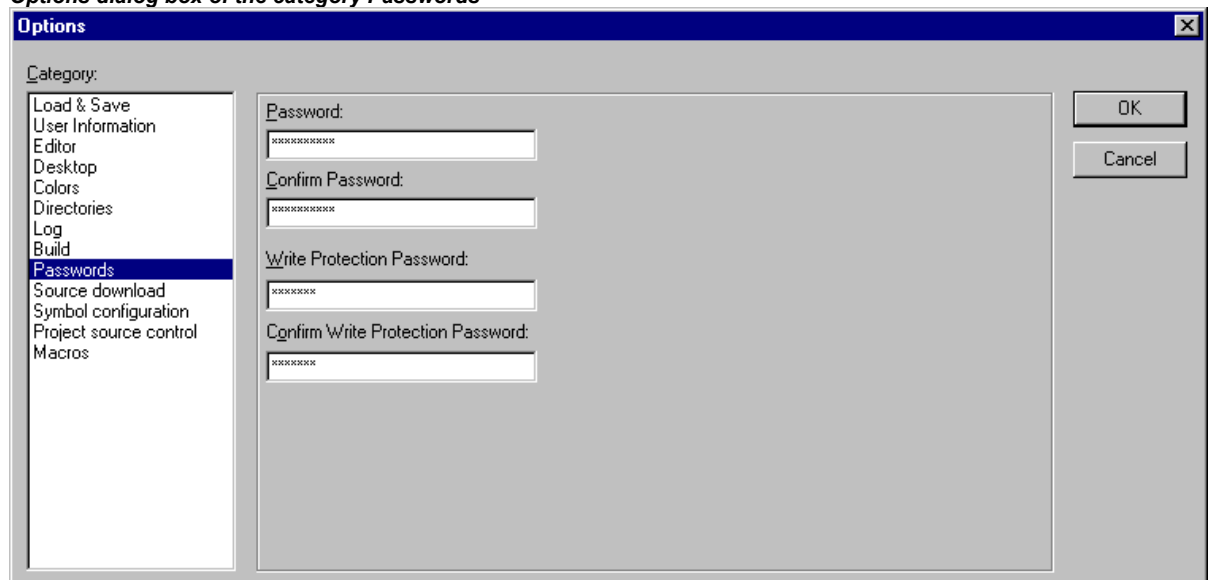 Options dialog box of the category Passwords
Options
Category:
Load & Save
User Information
Editor
Desktop
Colors
Directories
Log
Build
Passwords
Source download
Symbol configuration
Project source control
Macros
Password:
**********
Confirm Password:
**********
Write Protection Password:
*******
Confirm Write Protection Password:
*******
OK
Cancel